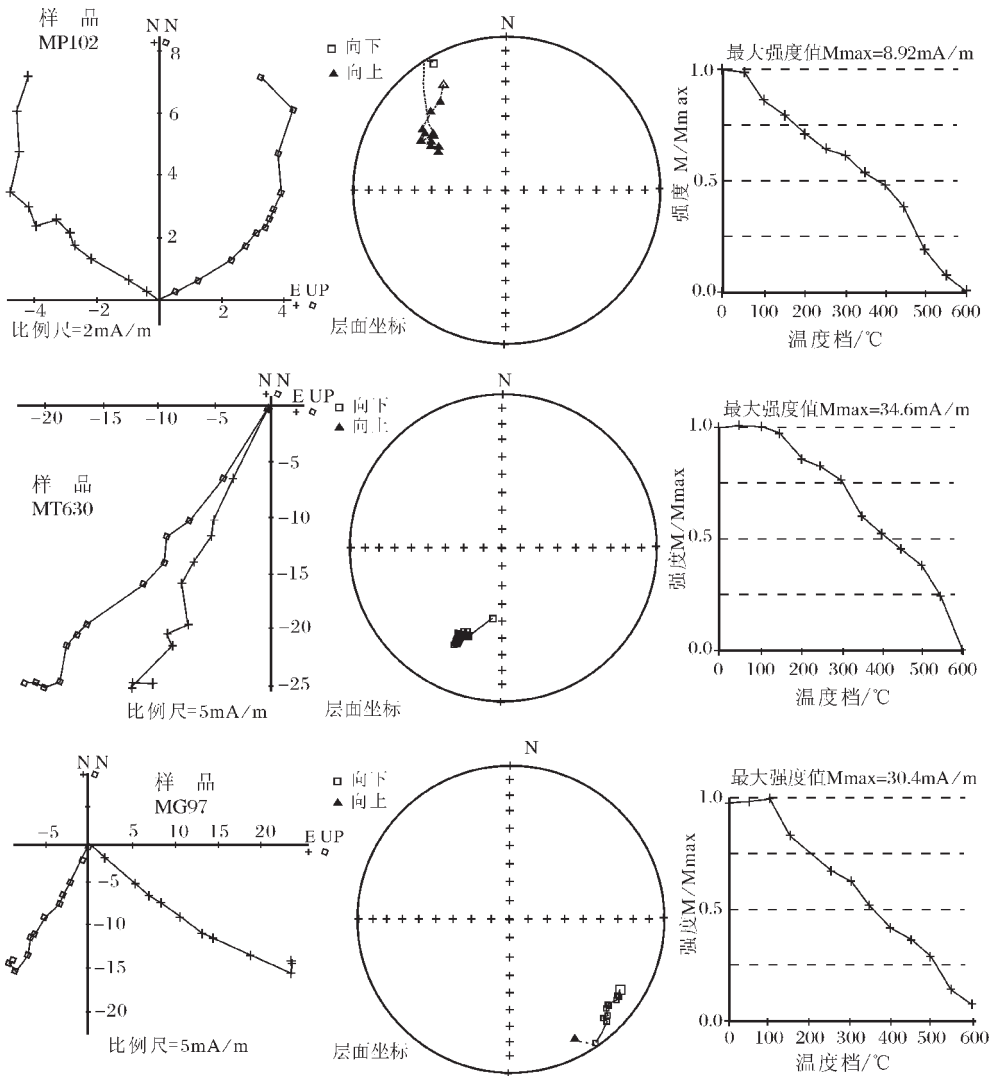 样 品
MP102
N N
8
6
4
2
-4 -2 2 4
E UP
比例尺=2mA/m
N
向下
向上
层面坐标
最大强度值Mmax=8.92mA/m
强度 M/Mmax
1.0
0.5
0.0
0 100 200 300 400 500 600
温度档/℃
样 品
MT630
N N
E UP
-20 -15 -10 -5
-5
-10
-15
-20
-25
比例尺=5mA/m
N
向下
向上
层面坐标
最大强度值Mmax=34.6mA/m
强度M/Mmax
1.0
0.5
0.0
0 100 200 300 400 500 600
温度档/℃
N N
样 品
MG97
-5 5 10 15 20
E UP
-5
-10
-15
-20
比例尺=5mA/m
N
向下
向上
层面坐标
最大强度值Mmax=30.4mA/m
强度M/Mmax
1.0
0.5
0.0
0 100 200 300 400 500 600
温度档/℃